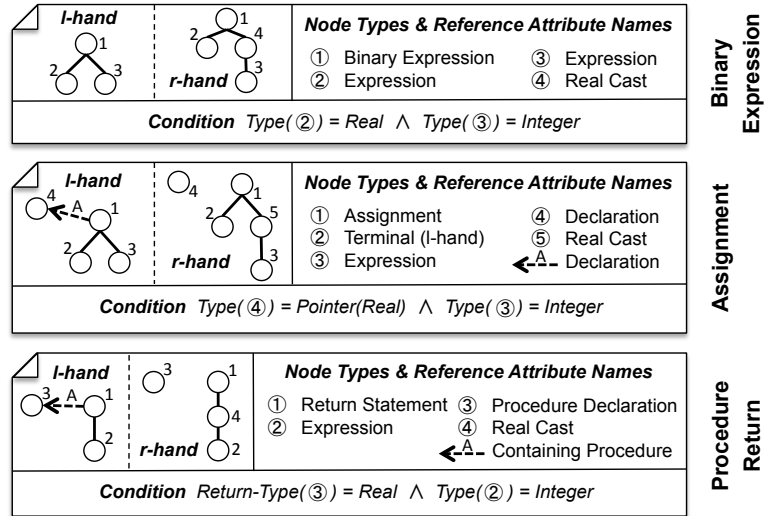 l-hand
1
2
3
1
2
4
3
r-hand
Node Types & Reference Attribute Names
① Binary Expression ③ Expression
② Expression ④ Real Cast
Condition Type(②) = Real ∧ Type(③) = Integer
Binary
Expression
l-hand
4
A
1
2
3
4
1
2
5
3
r-hand
Node Types & Reference Attribute Names
① Assignment ④ Declaration
② Terminal (l-hand) ⑤ Real Cast
③ Expression A Declaration
Condition Type(④) = Pointer(Real) ∧ Type(③) = Integer
Assignment
l-hand
3
A
1
2
3
1
4
2
r-hand
Node Types & Reference Attribute Names
① Return Statement ③ Procedure Declaration
② Expression ④ Real Cast
A Containing Procedure
Condition Return-Type(③) = Real ∧ Type(②) = Integer
Procedure
Return